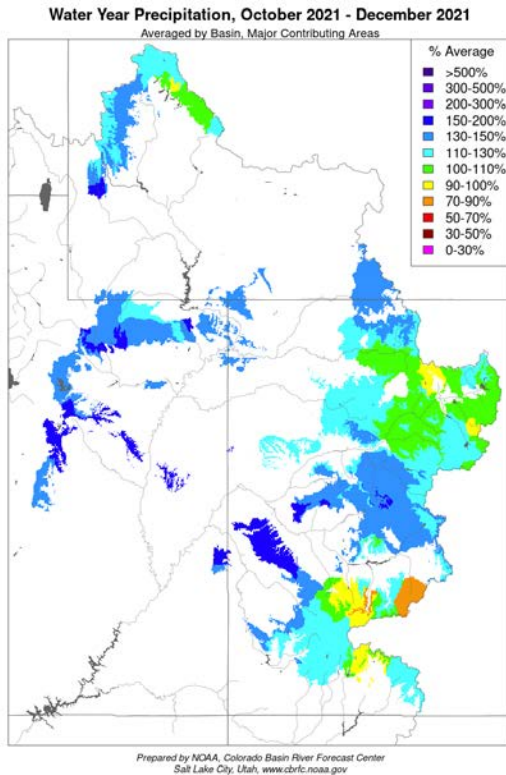 Water Year Precipitation, October 2021 - December 2021
Averaged by Basin, Major Contributing Areas
% Average
>500%
300-500%
200-300%
150-200%
130-150%
110-130%
100-110%
90-100%
70-90%
50-70%
30-50%
0-30%
Prepared by NOAA, Colorado Basin River Forecast Center
Salt Lake City, Utah, www.cbrfc.noaa.gov